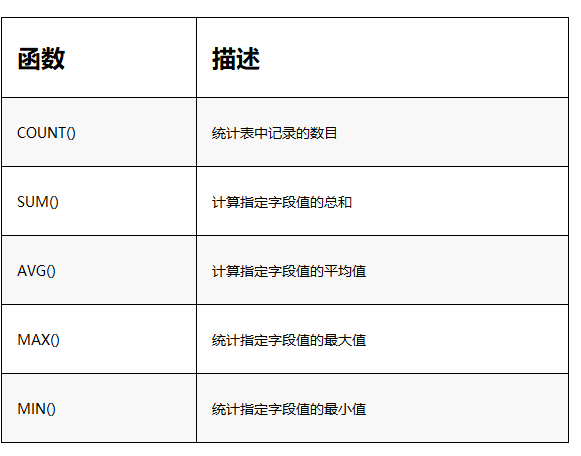 函数 描述
COUNT() 统计表中记录的数目
SUM() 计算指定字段值的总和
AVG() 计算指定字段值的平均值
MAX() 统计指定字段值的最大值
MIN() 统计指定字段值的最小值